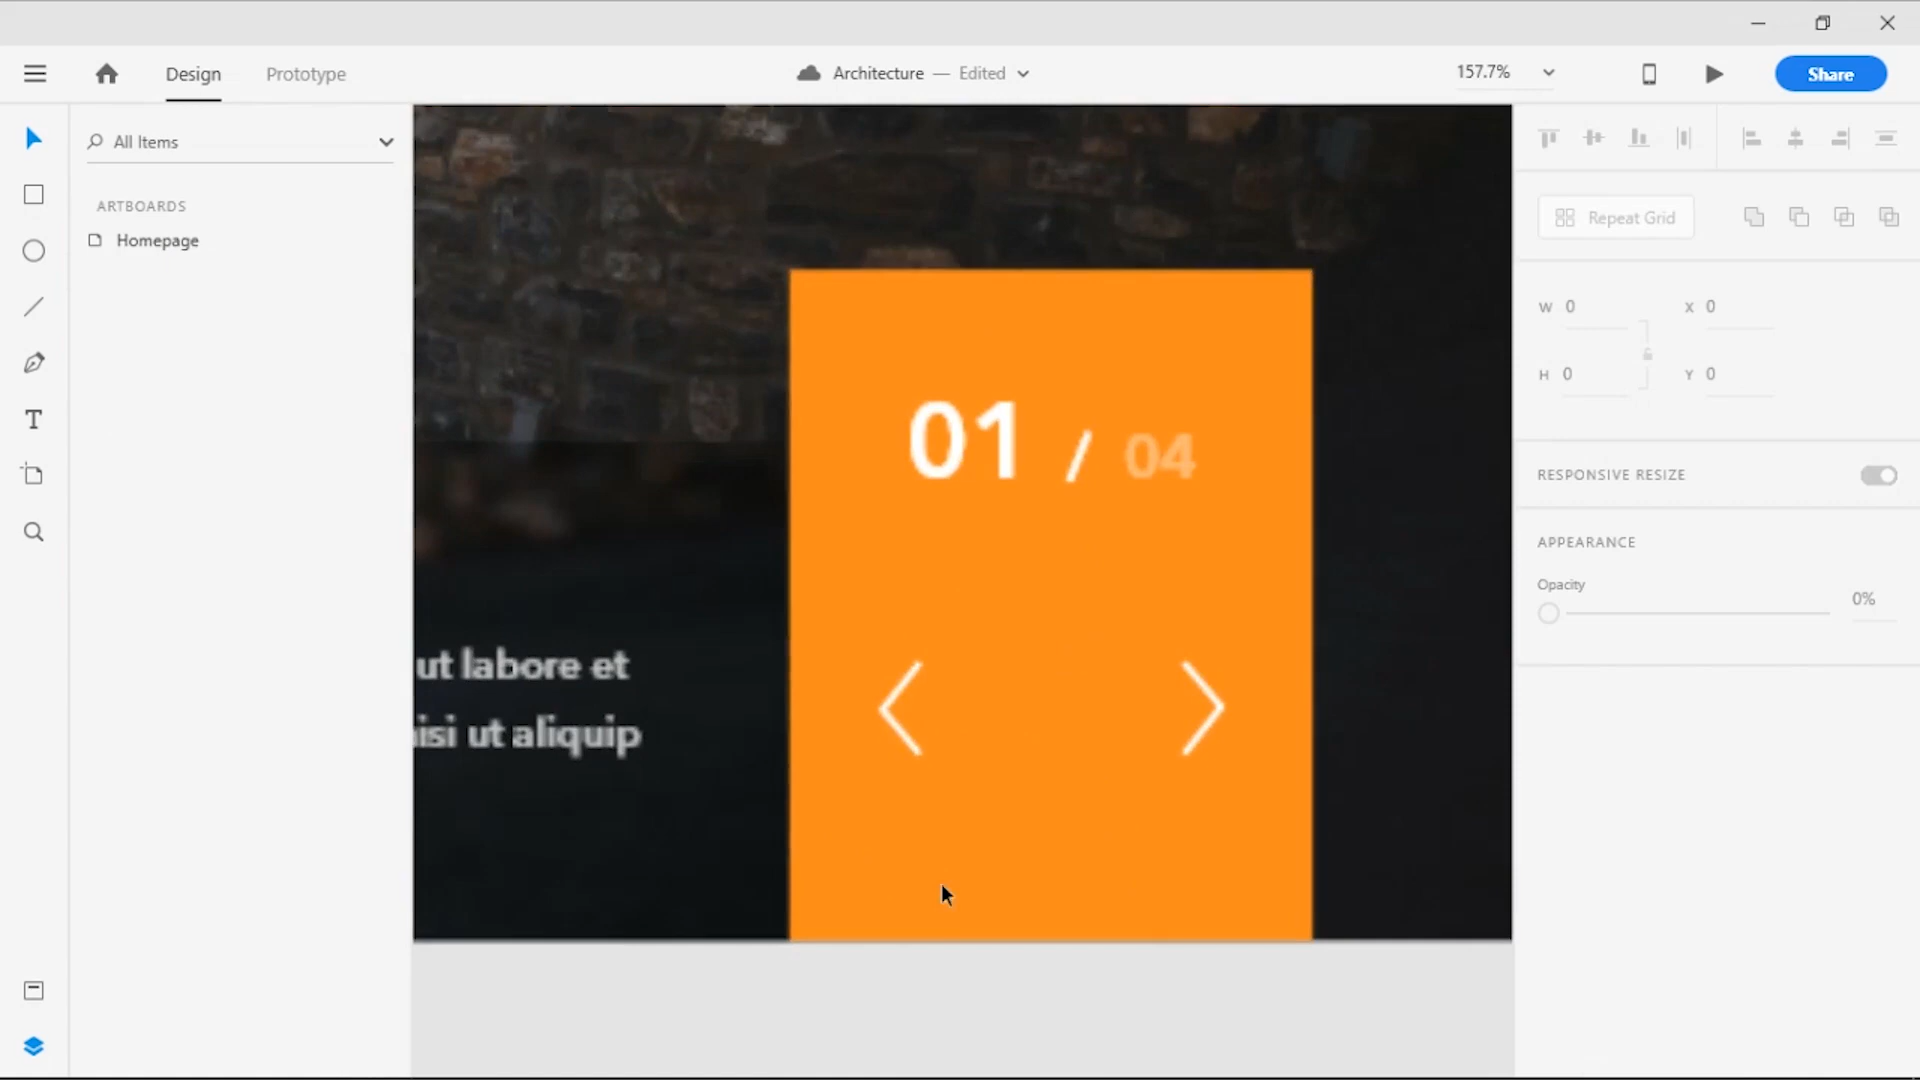 Design
Prototype
Architecture — Edited
157.7%
Share
All Items
ARTBOARDS
Homepage
T
01 / 04
ut labore et
isi ut aliquip
Repeat Grid
W 0
X 0
H 0
Y 0
RESPONSIVE RESIZE
APPEARANCE
Opacity
0%